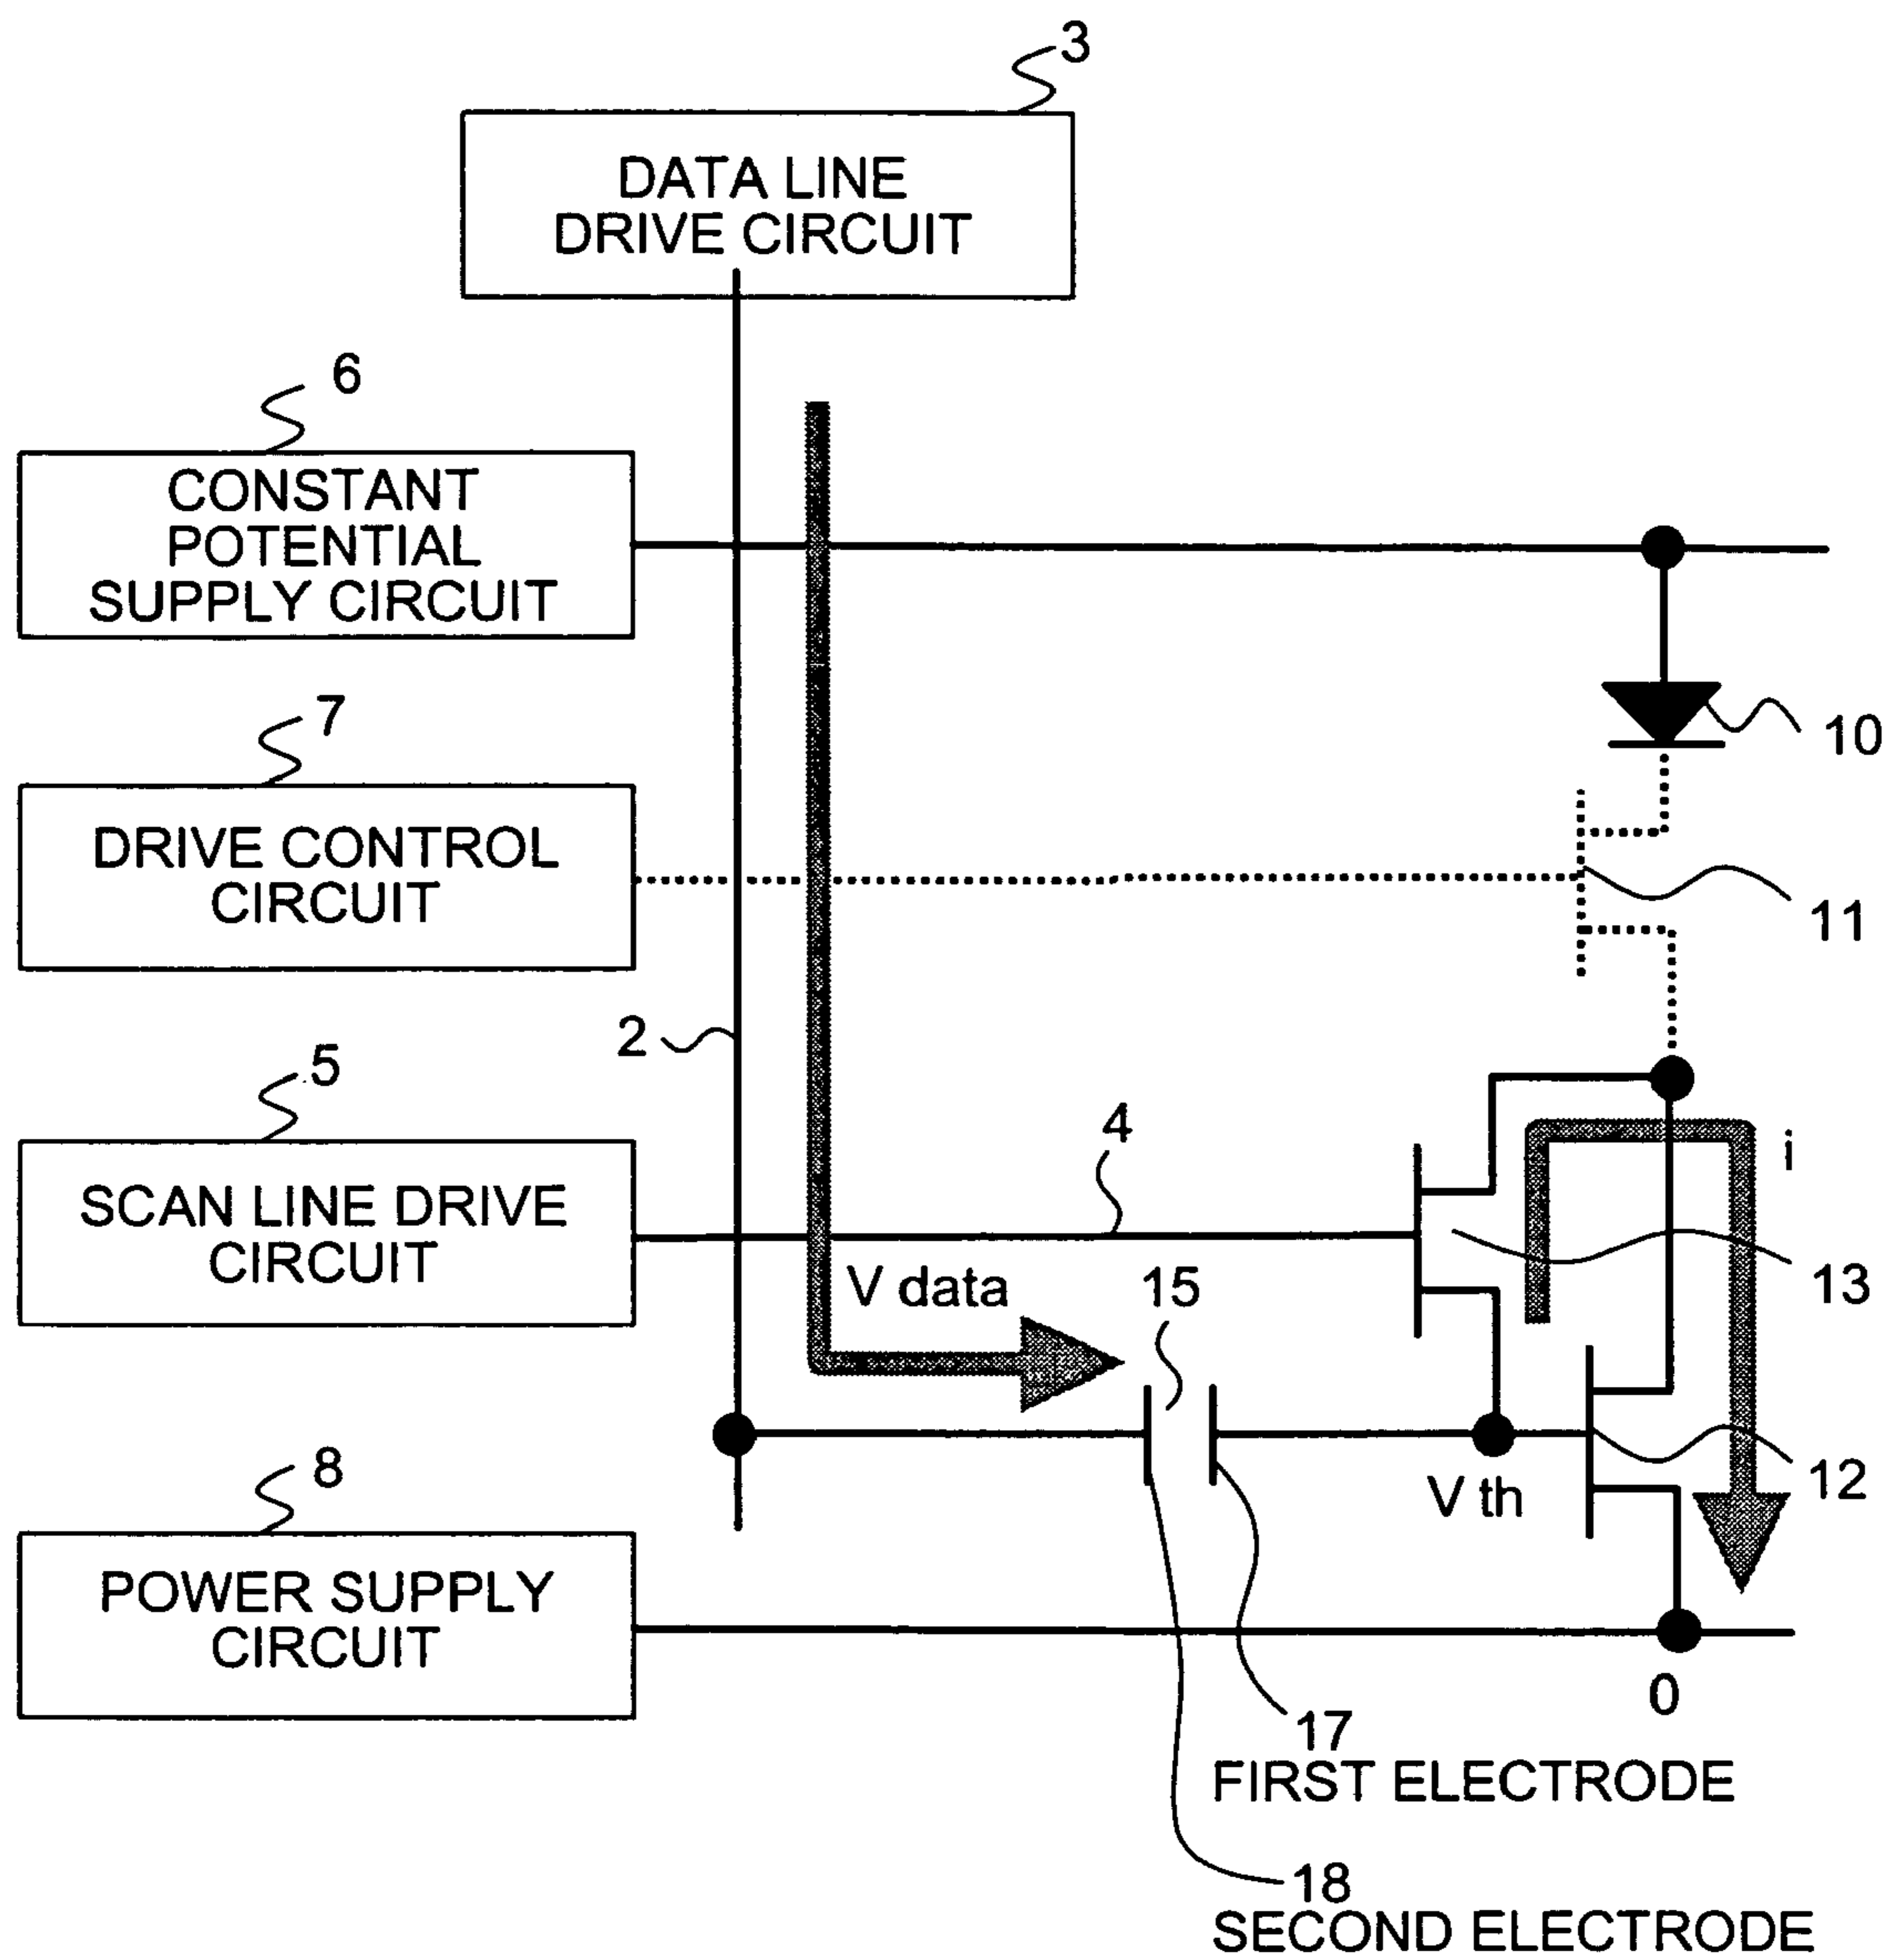 3
DATA LINE
DRIVE CIRCUIT
6
CONSTANT
POTENTIAL
SUPPLY CIRCUIT
7
10
DRIVE CONTROL
CIRCUIT
11
2
5
4
i
SCAN LINE DRIVE
CIRCUIT
V data
15
13
8
V th
12
POWER SUPPLY
CIRCUIT
0
17
FIRST ELECTRODE
18
SECOND ELECTRODE